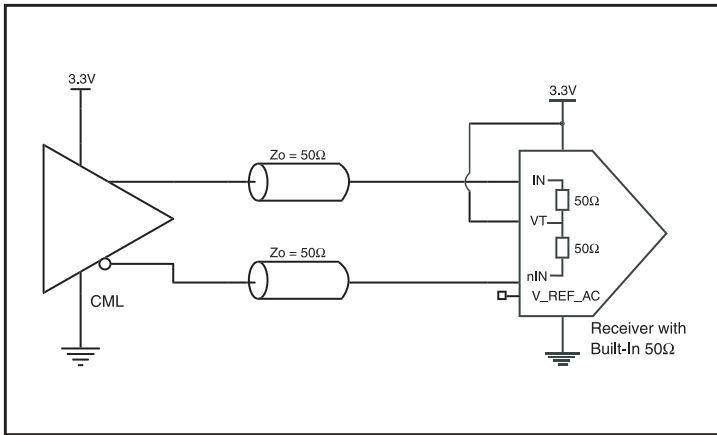 3.3V
3.3V
Zo = 50Ω
IN
50Ω
VT
50Ω
Zo = 50Ω
nIN
V_REF_AC
CML
Receiver with
Built-In 50Ω